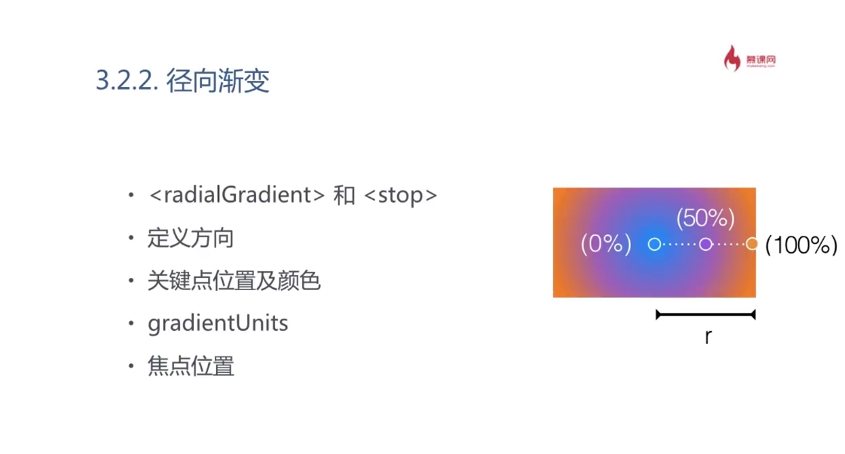 3.2.2. 径向渐变
慕课网
• <radialGradient> 和 <stop>
• 定义方向
• 关键点位置及颜色
• gradientUnits
• 焦点位置
(50%)
(0%)
(100%)
r